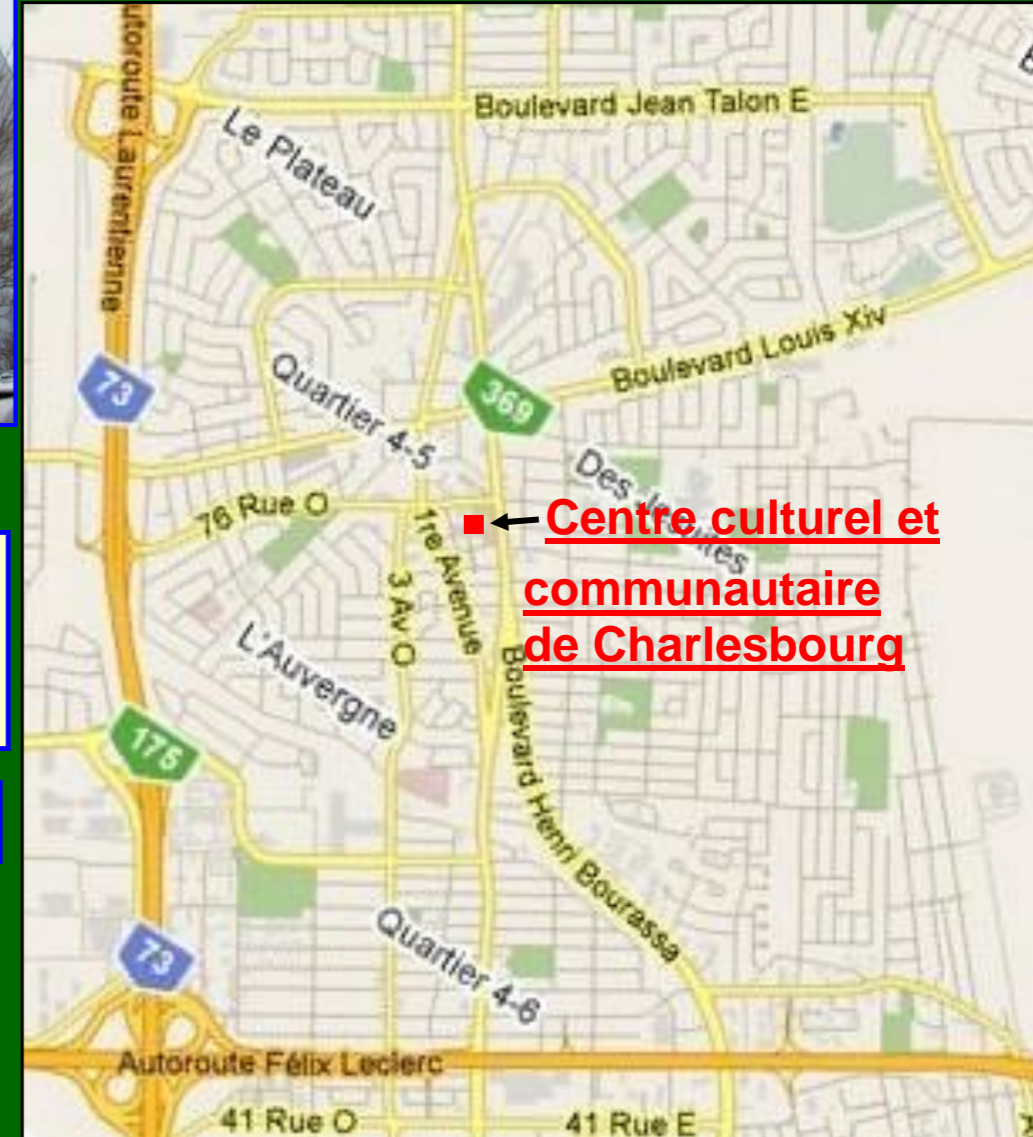 Autoroute Laurentienne
Boulevard Jean Talon E
Le Plateau
Boulevard Louis Xiv
73
369
Quartier 4-5
Des Jésuites
76 Rue O
1re Avenue
Centre culturel et
communautaire
de Charlesbourg
3 Av O
L'Auvergne
Boulevard Henri Bourassa
175
Quartier 4-6
73
Autoroute Félix Leclerc
41 Rue O
41 Rue E